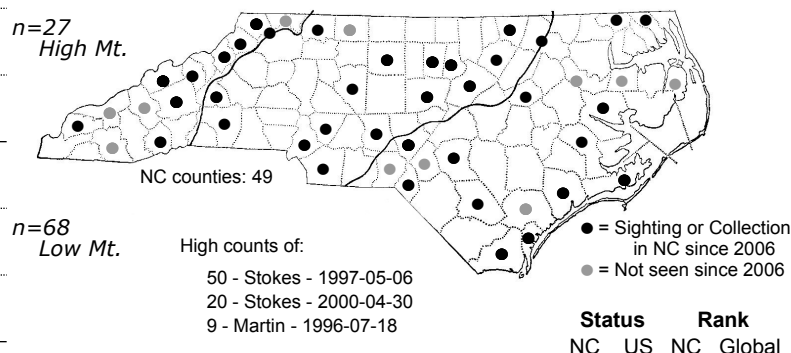 n=27
High Mt.
NC counties: 49
n=68
Low Mt.
High counts of:
50 - Stokes - 1997-05-06
20 - Stokes - 2000-04-30
9 - Martin - 1996-07-18
● = Sighting or Collection
in NC since 2006
● = Not seen since 2006
Status Rank
NC US NC Global